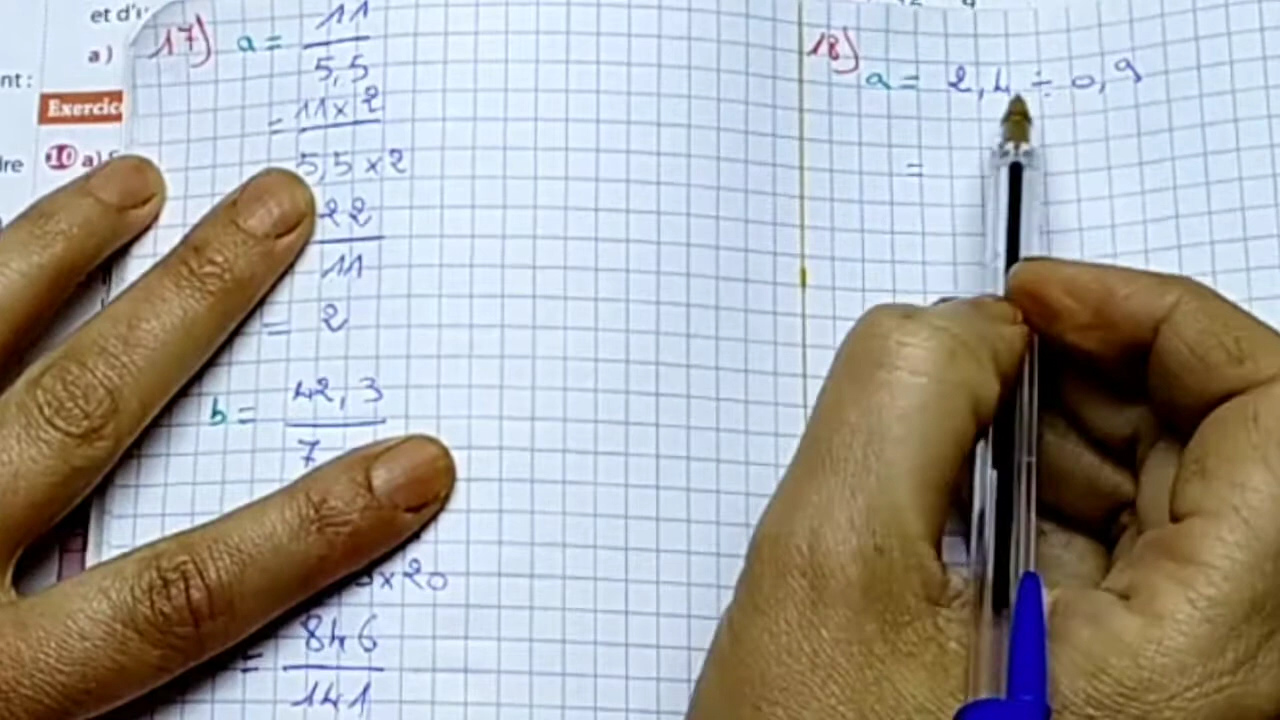 et d'
a)
nt :
Exercic
dre
10 a)
17) a = 11
5,5
= 11 x 2
5,5 x 2
22
11
= 2
b = 42,3
7
x 20
= 846
141
18)
a = 2,4 ÷ 0,9
=